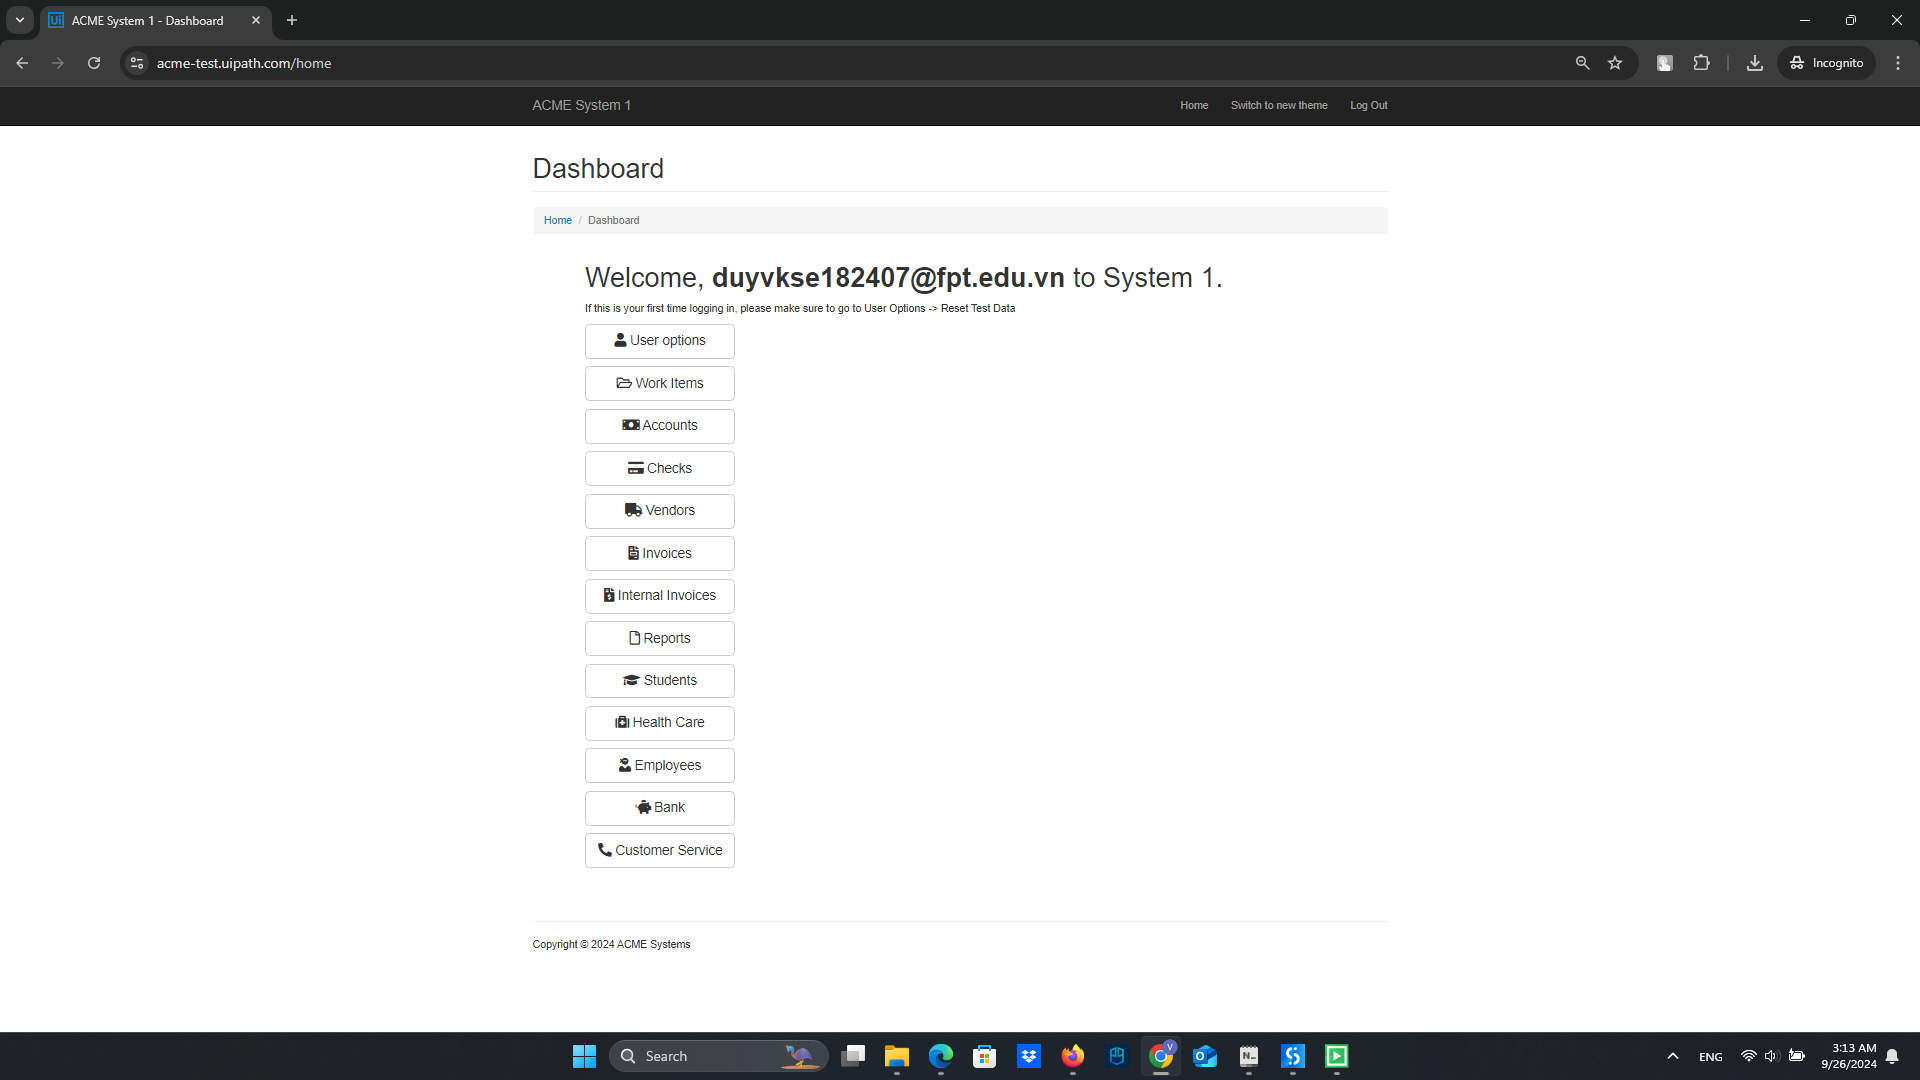 ACME System 1 - Dashboard
acme-test.uipath.com/home
Incognito
ACME System 1
Home
Switch to new theme
Log Out
Dashboard
Home / Dashboard
Welcome, duyvkse182407@fpt.edu.vn to System 1.
If this is your first time logging in, please make sure to go to User Options -> Reset Test Data
User options
Work Items
Accounts
Checks
Vendors
Invoices
Internal Invoices
Reports
Students
Health Care
Employees
Bank
Customer Service
Copyright © 2024 ACME Systems
Search
ENG
3:13 AM
9/26/2024